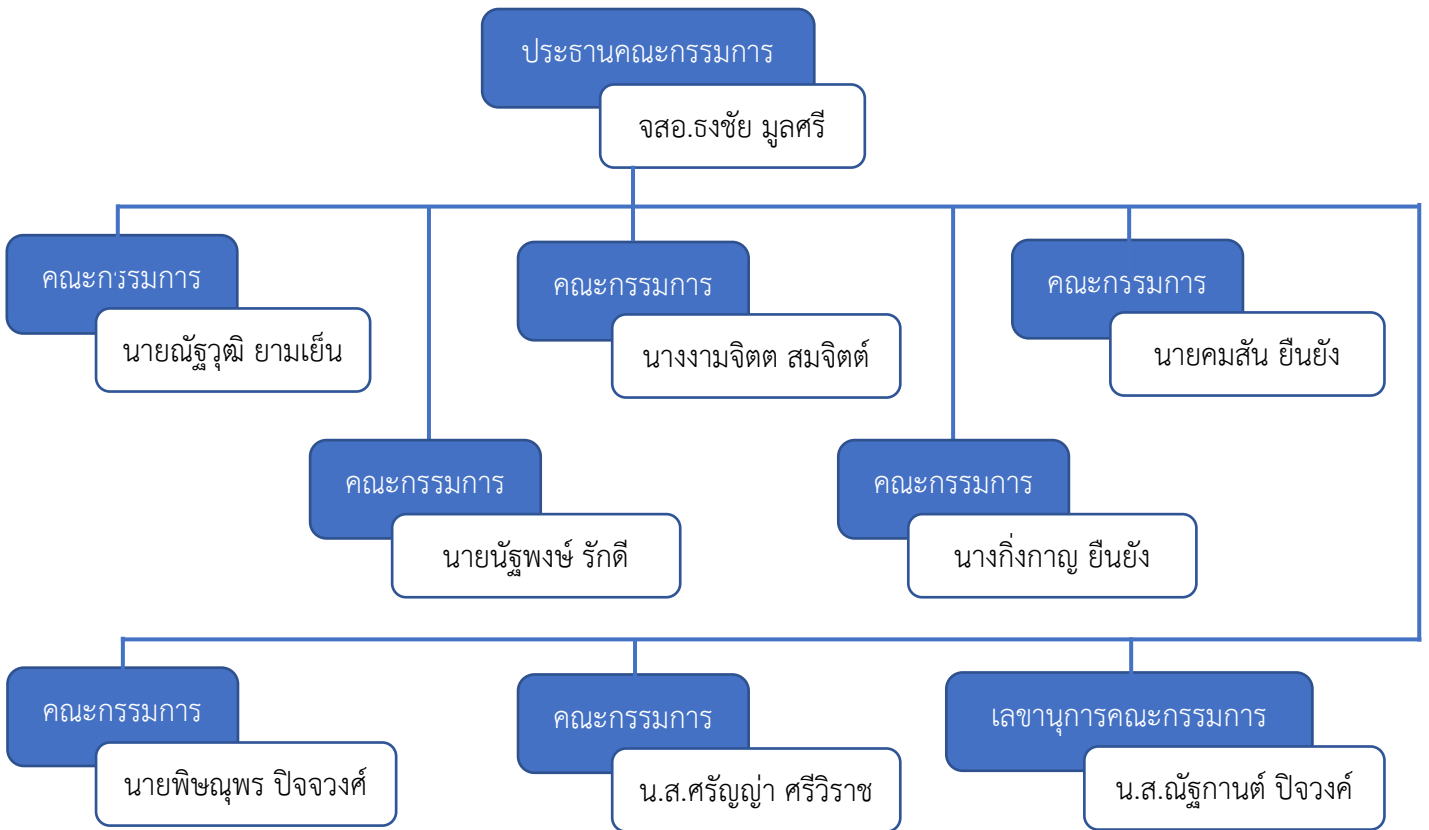 ประธานคณะกรรมการ
จสอ.ธงชัย มูลศรี
คณะกรรมการ
นายณัฐวุฒิ ยามเย็น
คณะกรรมการ
นางงามจิตต สมจิตต์
คณะกรรมการ
นายคมสัน ยืนยัง
คณะกรรมการ
นายนัฐพงษ์ รักดี
คณะกรรมการ
นางกิ่งกาญ ยืนยัง
คณะกรรมการ
นายพิษณุพร ปิจจวงศ์
คณะกรรมการ
น.ส.ศรัญญ่า ศรีวิราช
เลขานุการคณะกรรมการ
น.ส.ณัฐกานต์ ปิจวงค์